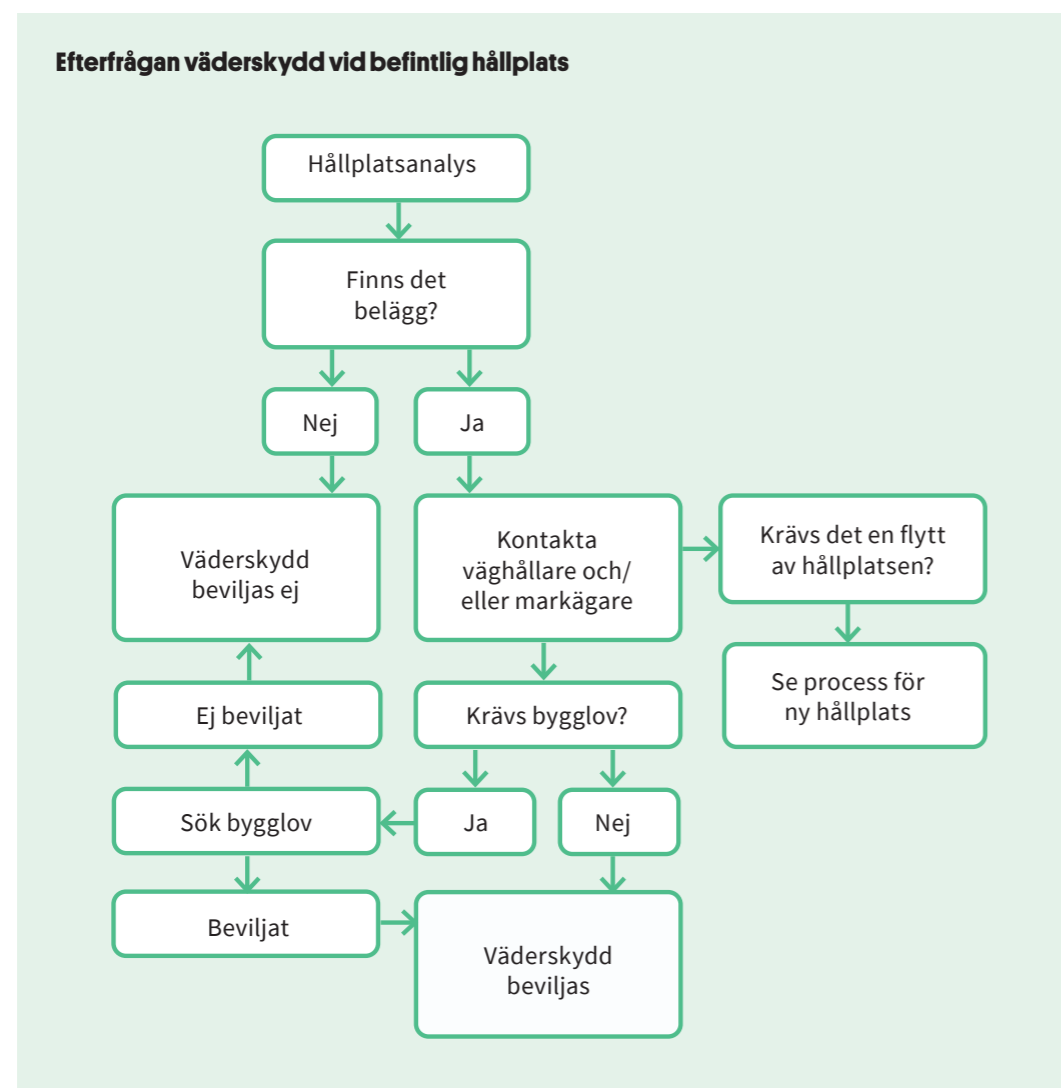 Efterfrågan väderskydd vid befintlig hållplats
Hållplatsanalys
Finns det
belägg?
Nej
Ja
Väderskydd
beviljas ej
Kontakta
väghållare och/
eller markägare
Krävs det en flytt
av hållplatsen?
Se process för
ny hållplats
Ej beviljat
Krävs bygglov?
Sök bygglov
Ja
Nej
Beviljat
Väderskydd
beviljas